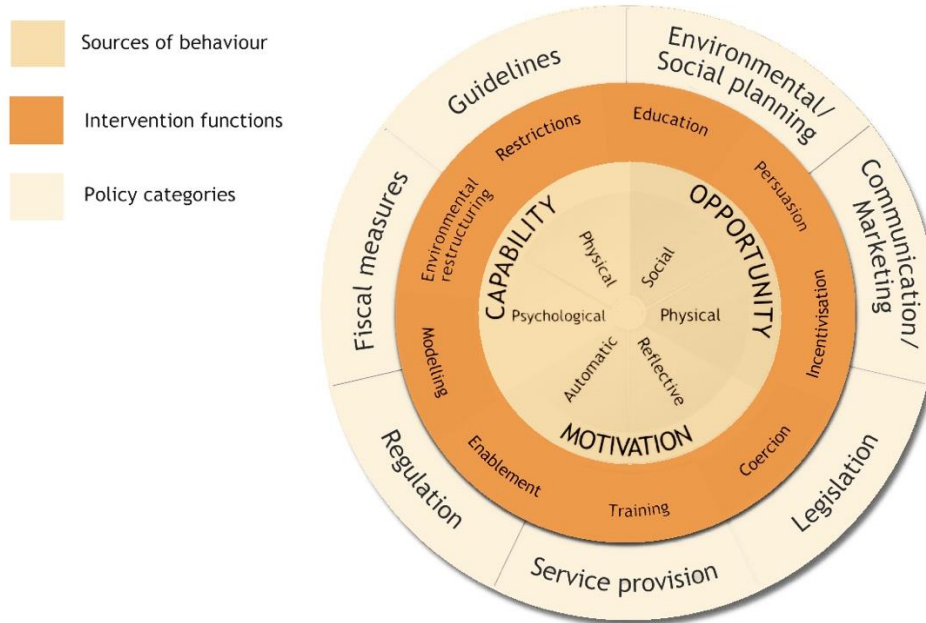 Sources of behaviour
Intervention functions
Policy categories
Guidelines
Environmental/
Social planning
Communication/
Marketing
Legislation
Service provision
Regulation
Fiscal measures
Restrictions
Education
Persuasion
Incentivisation
Coercion
Training
Enablement
Modelling
Environmental
restructuring
CAPABILITY
OPPORTUNITY
MOTIVATION
Physical
Social
Psychological
Physical
Automatic
Reflective